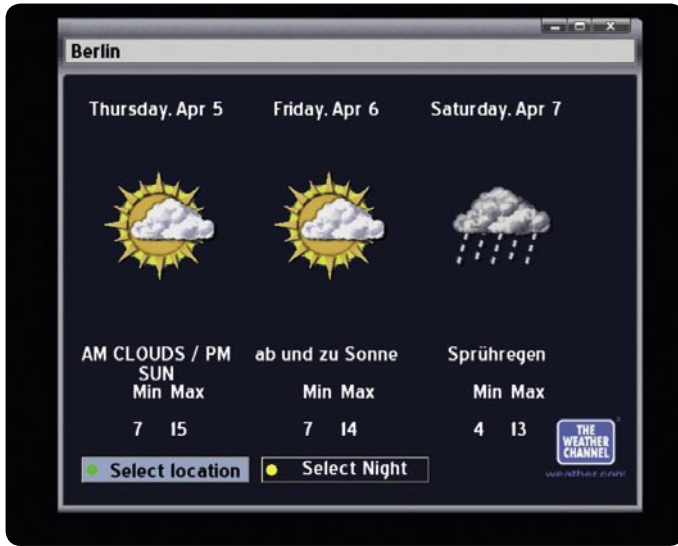 Berlin
Thursday, Apr 5 Friday, Apr 6 Saturday, Apr 7
AM CLOUDS / PM SUN
ab und zu Sonne
Sprühregen
Min Max Min Max Min Max
7 15 7 14 4 13
THE
WEATHER
CHANNEL
weather.com
Select location Select Night